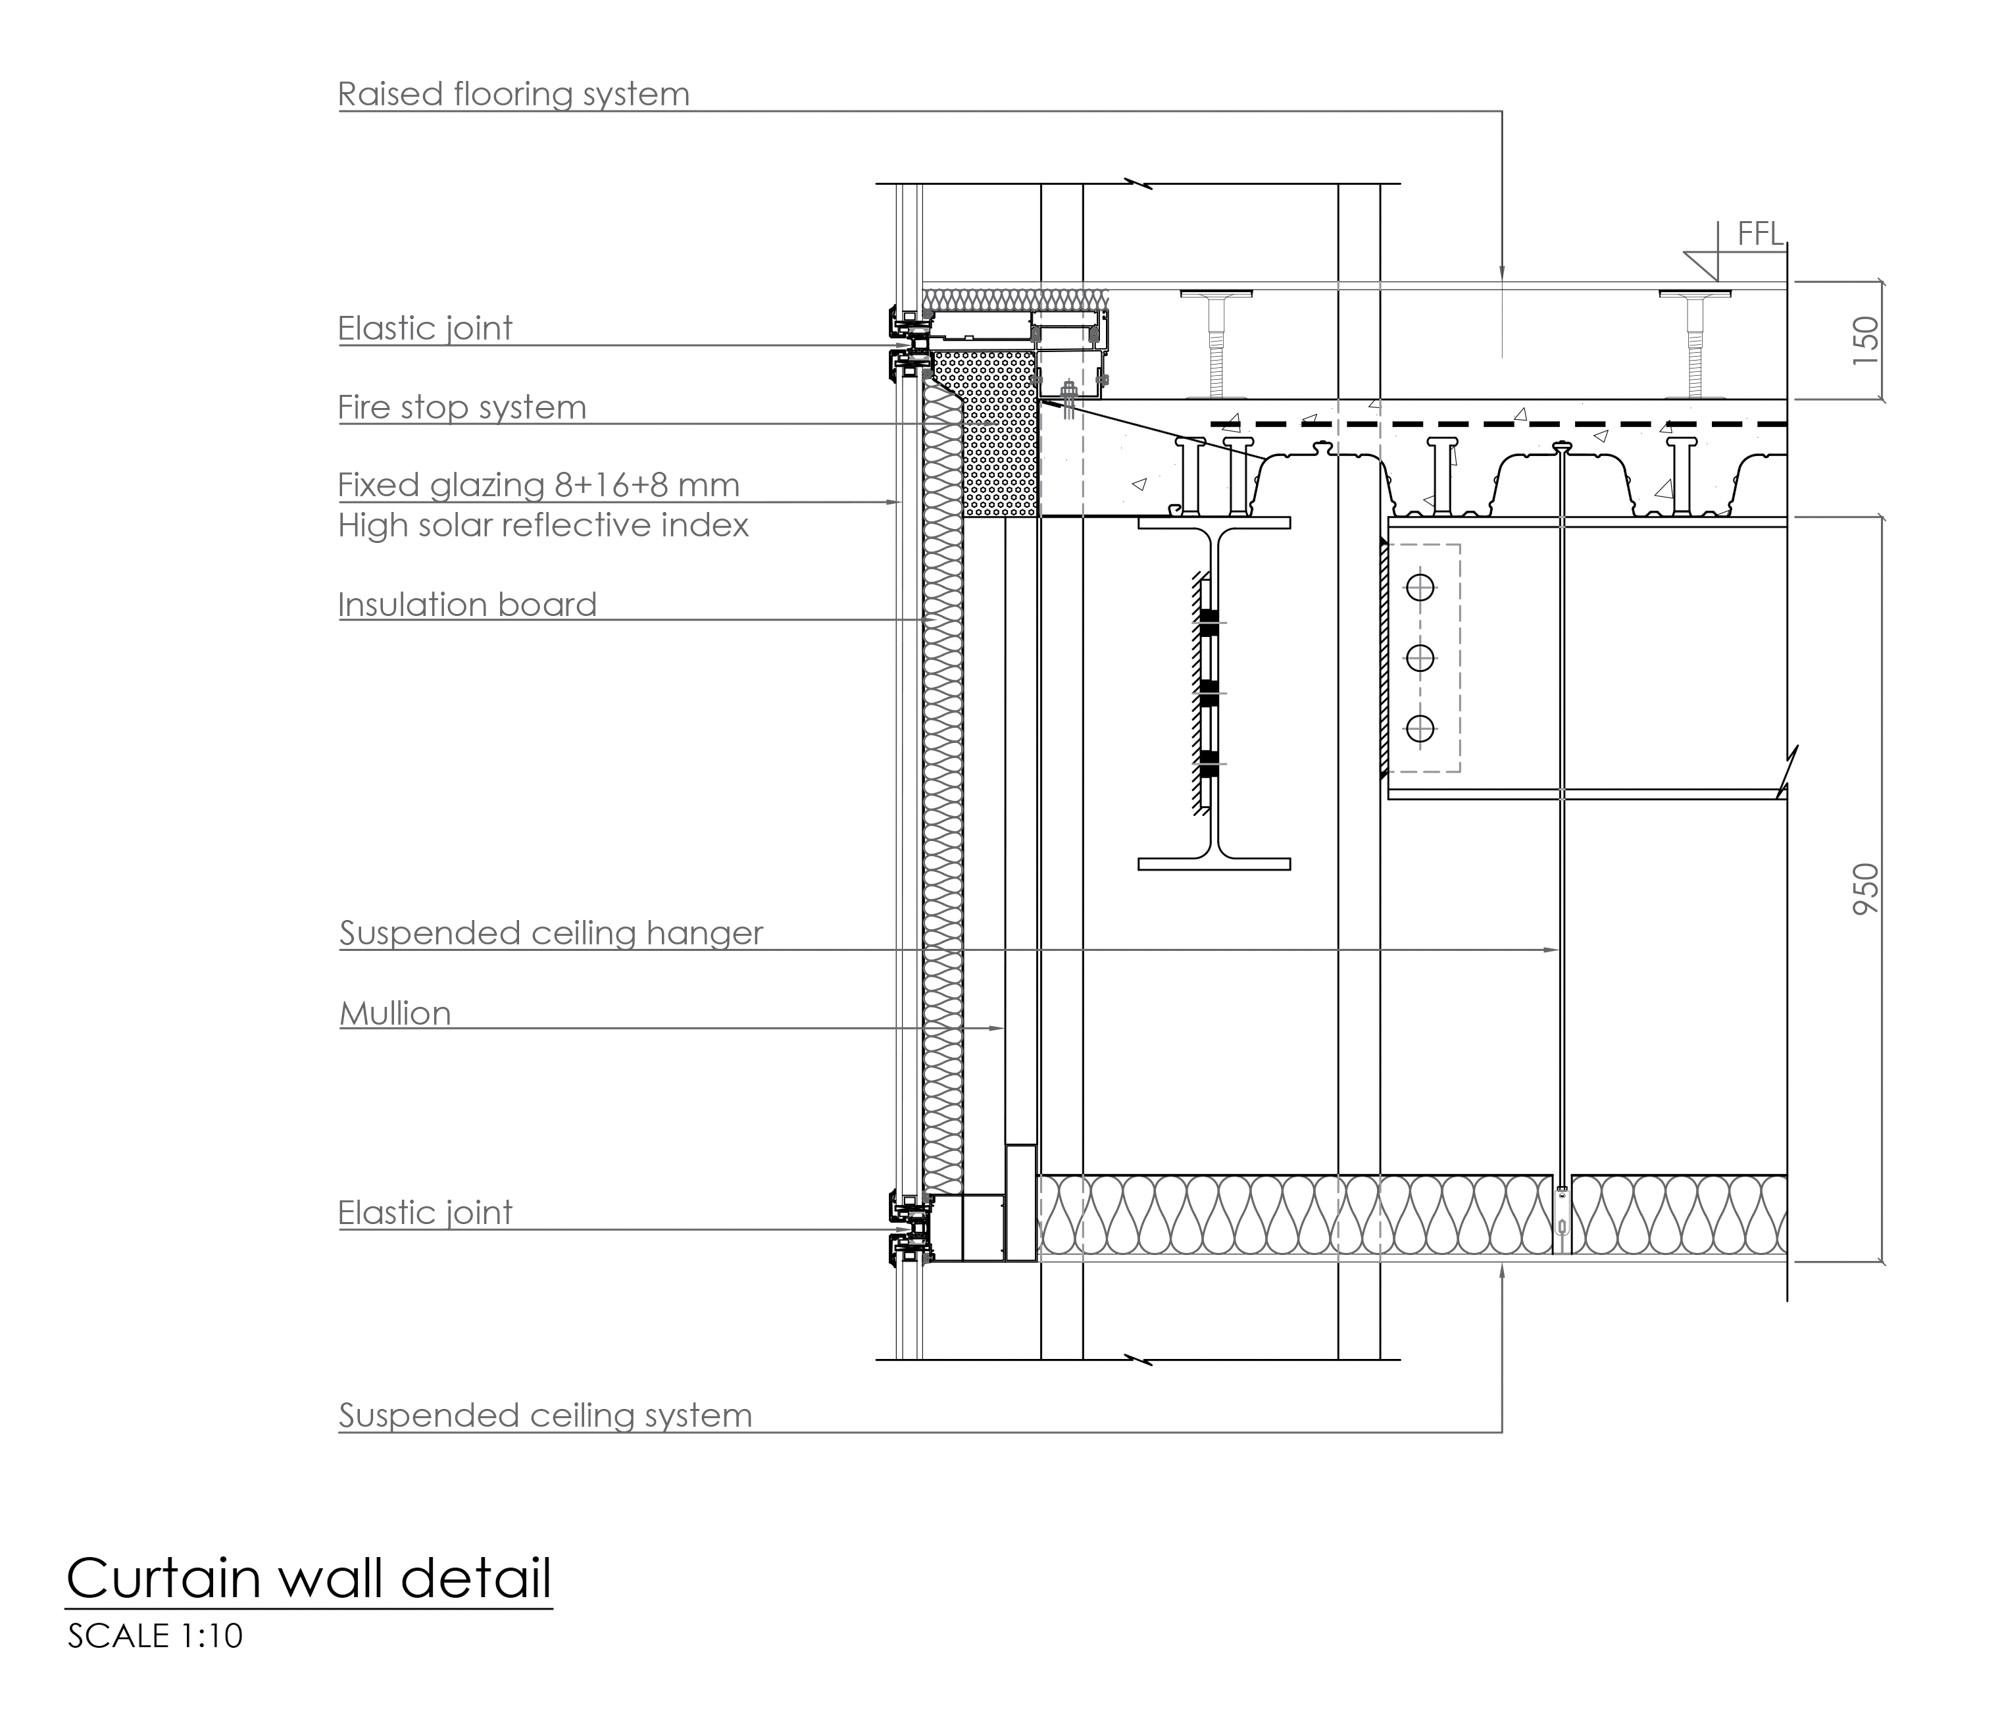 Raised flooring system
FFL
Elastic joint
150
Fire stop system
Fixed glazing 8+16+8 mm
High solar reflective index
Insulation board
950
Suspended ceiling hanger
Mullion
Elastic joint
Suspended ceiling system
Curtain wall detail
SCALE 1:10